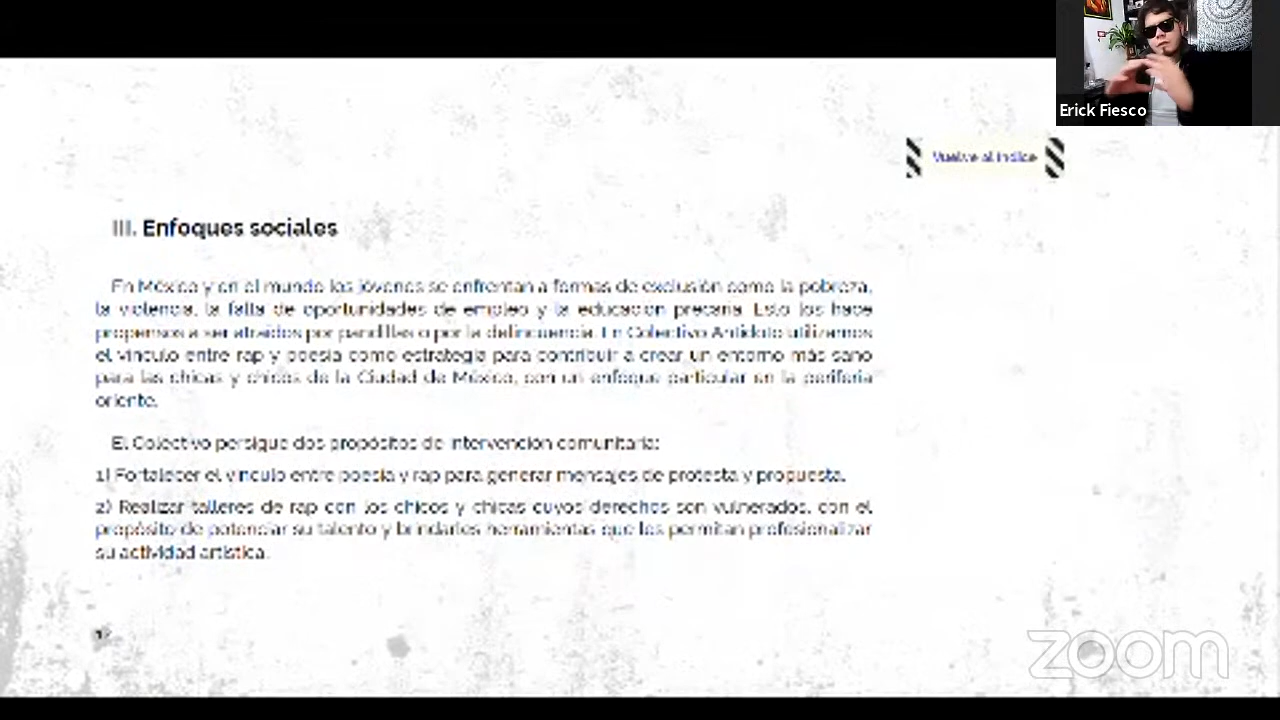 Erick Fiesco
Vuelve al índice
III. Enfoques sociales
En México y en el mundo los jóvenes se enfrentan a formas de exclusión como la pobreza,
la violencia, la falta de oportunidades de empleo y la educación precaria. Esto los hace
propensos a ser atraídos por pandillas o por la delincuencia. En Colectivo Antídoto utilizamos
el vínculo entre rap y poesía como estrategia para contribuir a crear un entorno más sano
para las chicas y chicos de la Ciudad de México, con un enfoque particular en la periferia
oriente.
El Colectivo persigue dos propósitos de intervención comunitaria:
1) Fortalecer el vínculo entre poesía y rap para generar mensajes de protesta y propuesta.
2) Realizar talleres de rap con los chicos y chicas cuyos derechos son vulnerados, con el
propósito de potenciar su talento y brindarles herramientas que les permitan profesionalizar
su actividad artística.
zoom